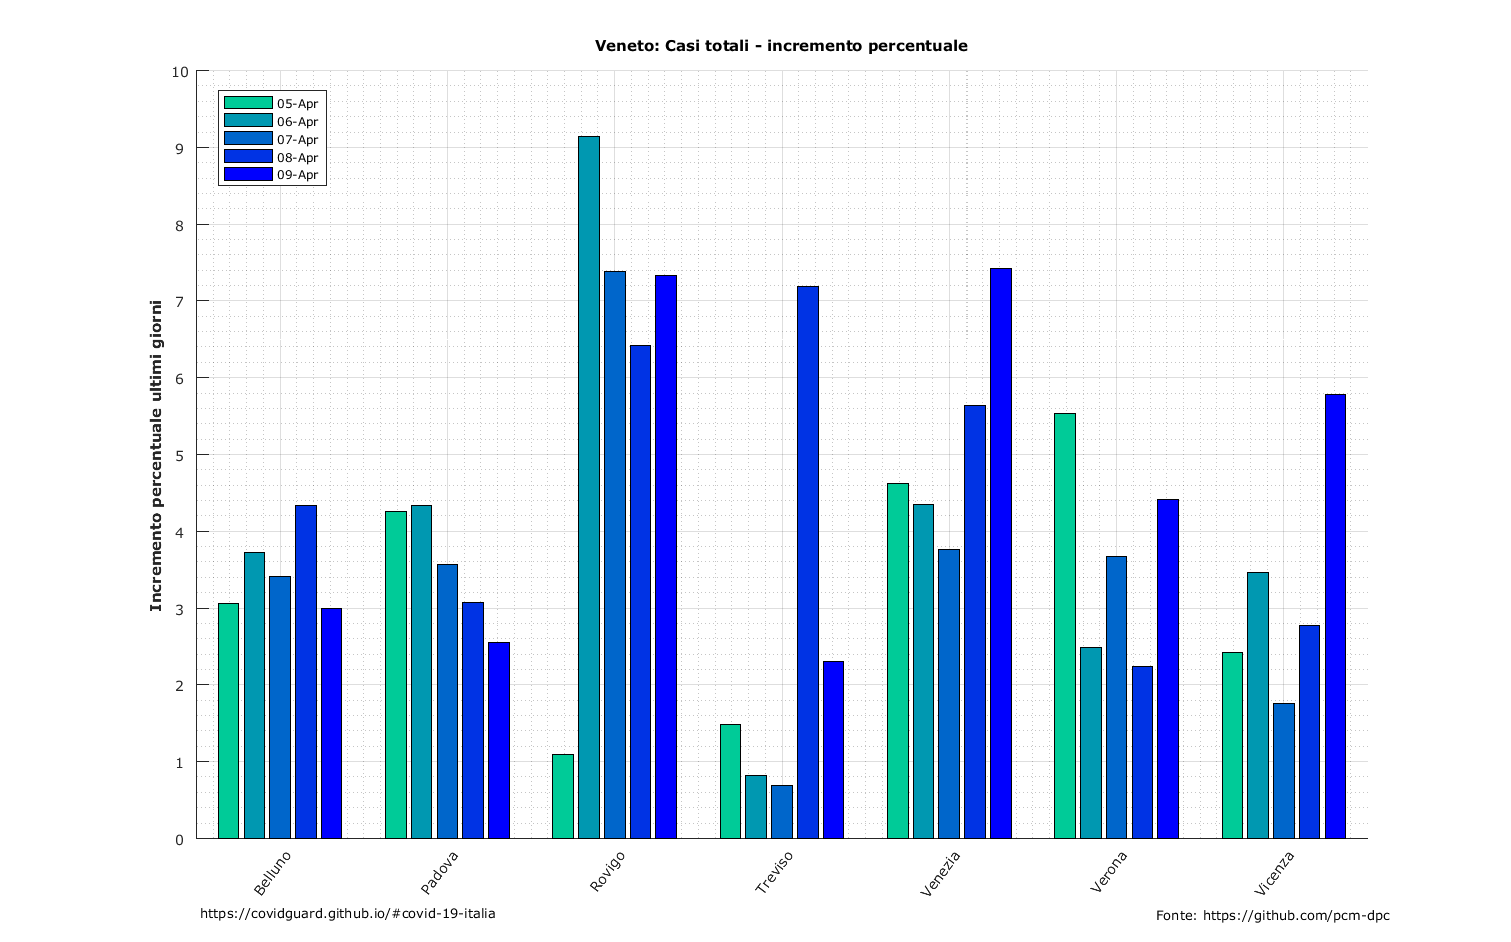 Veneto: Casi totali - incremento percentuale
Incremento percentuale ultimi giorni
10
9
8
7
6
5
4
3
2
1
0
05-Apr
06-Apr
07-Apr
08-Apr
09-Apr
Belluno
Padova
Rovigo
Treviso
Venezia
Verona
Vicenza
https://covidguard.github.io/#covid-19-italia
Fonte: https://github.com/pcm-dpc